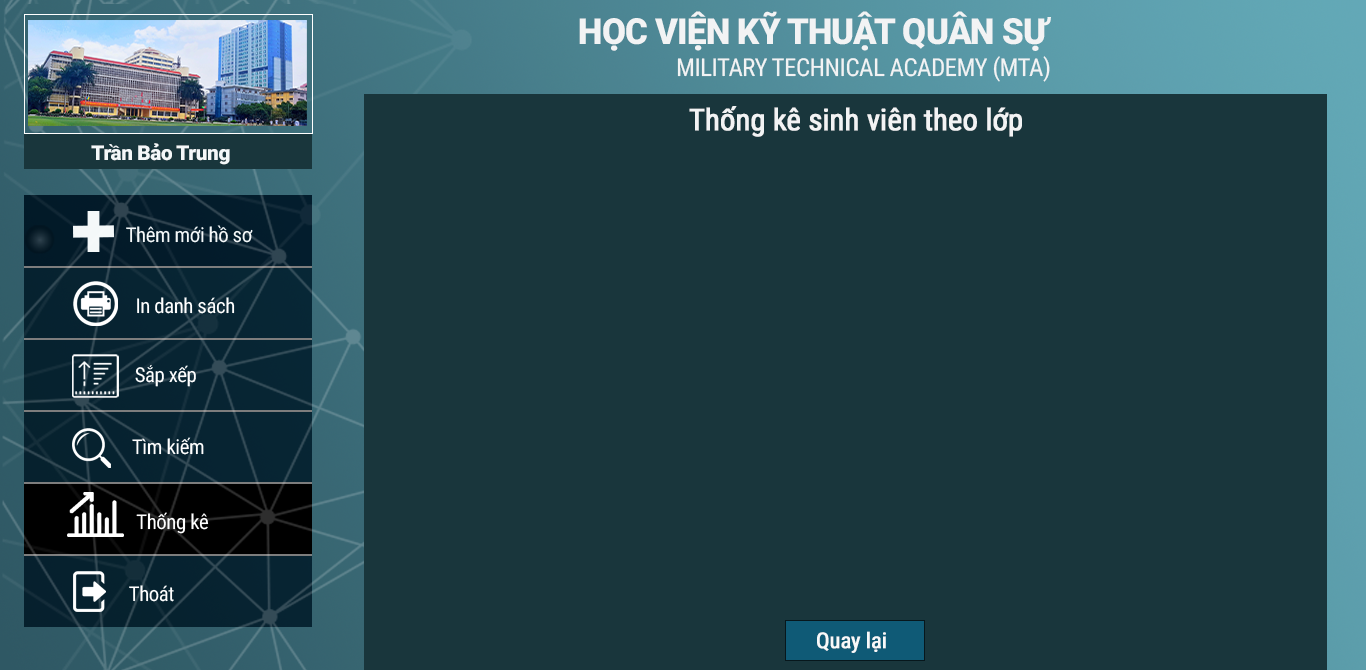 HỌC VIỆN KỸ THUẬT QUÂN SỰ
MILITARY TECHNICAL ACADEMY (MTA)
Trần Bảo Trung
Thêm mới hồ sơ
In danh sách
Sắp xếp
Tìm kiếm
Thống kê
Thoát
Thống kê sinh viên theo lớp
Quay lại